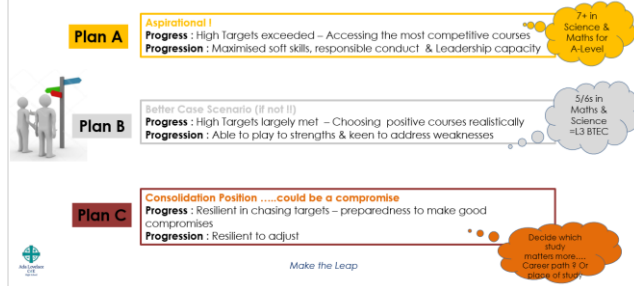 Plan A
Aspirational !
Progress : High Targets exceeded – Accessing the most competitive courses
Progression : Maximised soft skills, responsible conduct & Leadership capacity
7+ in
Science &
Maths for
A-Level
Plan B
Better Case Scenario (if not !!)
Progress : High Targets largely met – Choosing positive courses realistically
Progression : Able to play to strengths & keen to address weaknesses
5/6s in
Maths &
Science
=L3 BTEC
Plan C
Consolidation Position …..could be a compromise
Progress : Resilient in chasing targets – preparedness to make good
compromises
Progression : Resilient to adjust
Decide which
study
matters more….
Career path ? Or
place of study
Ada Lovelace
Make the Leap